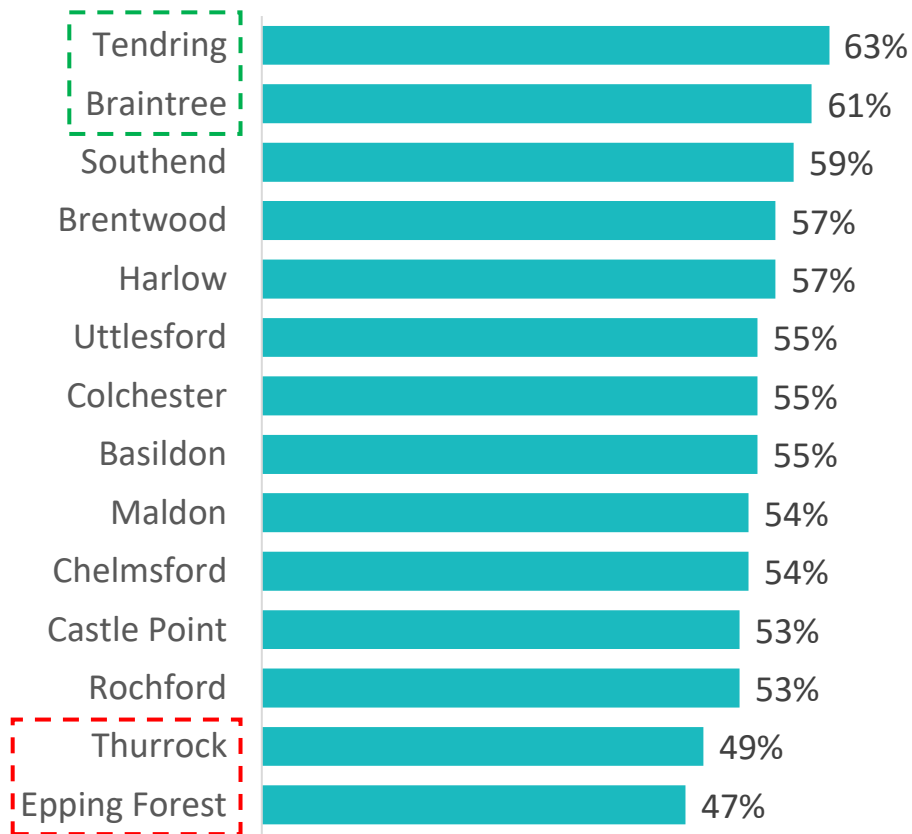 Tendring 63%
Braintree 61%
Southend 59%
Brentwood 57%
Harlow 57%
Uttlesford 55%
Colchester 55%
Basildon 55%
Maldon 54%
Chelmsford 54%
Castle Point 53%
Rochford 53%
Thurrock 49%
Epping Forest 47%